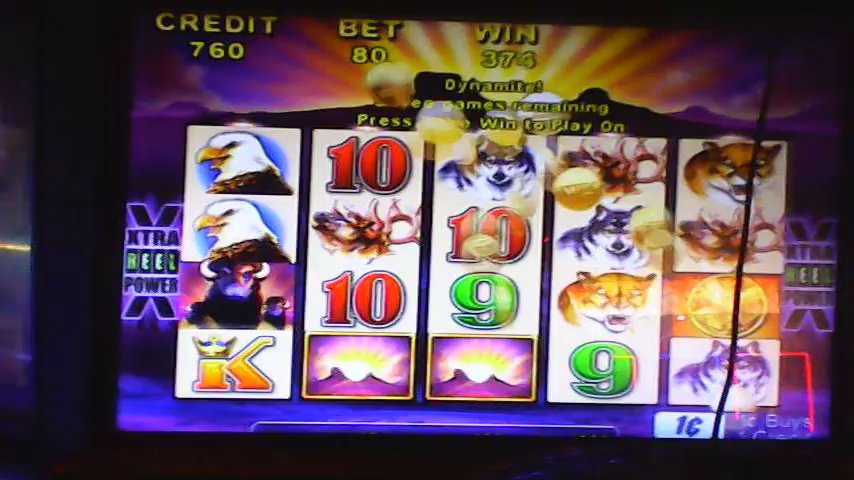 CREDIT BET WIN
760 80 374
Dynamite!
games remaining
Press Win to Play On
10
10
XTRA
REEL
POWER
XTRA
REEL
POWER
10
9
K
9
1¢
Buys